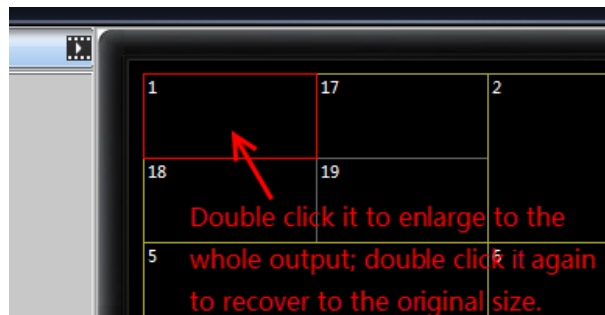 1 17 2
18 19
Double click it to enlarge to the
5 whole output; double click it again 6
to recover to the original size.